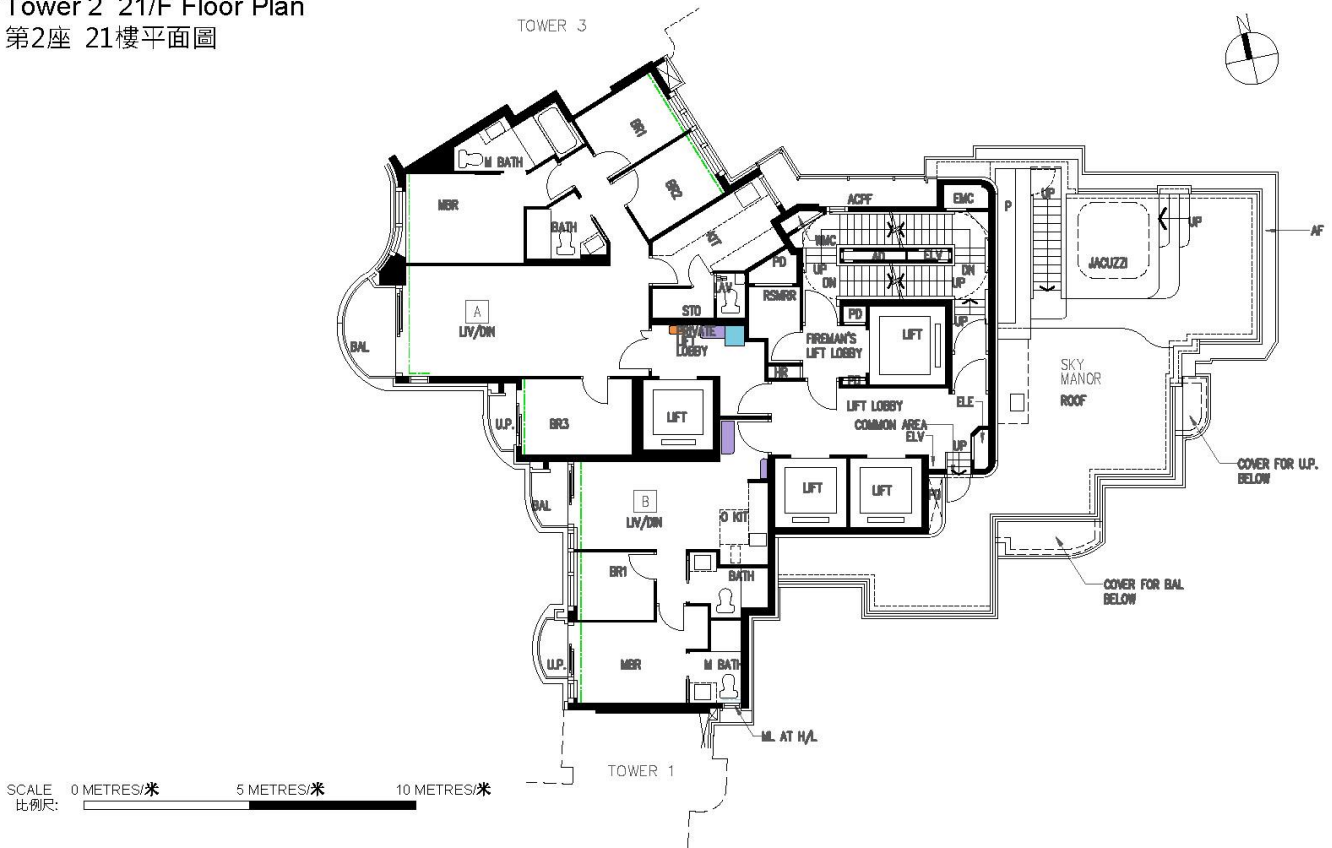 Tower 2 21/F Floor Plan
第2座 21樓平面圖
TOWER 3
N
BR1
M BATH
BR2
MBR
ACPF
EMC
P
UP
UP
AF
BATH
KIT
WMC
PD
AD
ELV
UP
DN
DN
UP
JACUZZI
LAV
RSMRR
A
LIV/DIN
STO
PD
UP
BAL
PRIVATE
LIFT
LOBBY
FIREMAN'S
LIFT LOBBY
LIFT
HR
PD
SKY
MANOR
ROOF
LIFT LOBBY
ELE
U.P.
BR3
LIFT
COMMON AREA
ELV
UP
COVER FOR U.P.
BELOW
BAL
B
LIV/DIN
O KIT
LIFT
LIFT
PD
BR1
BATH
COVER FOR BAL
BELOW
U.P.
MBR
M BATH
ML AT H/L
TOWER 1
SCALE 0 METRES/米 5 METRES/米 10 METRES/米
比例尺: